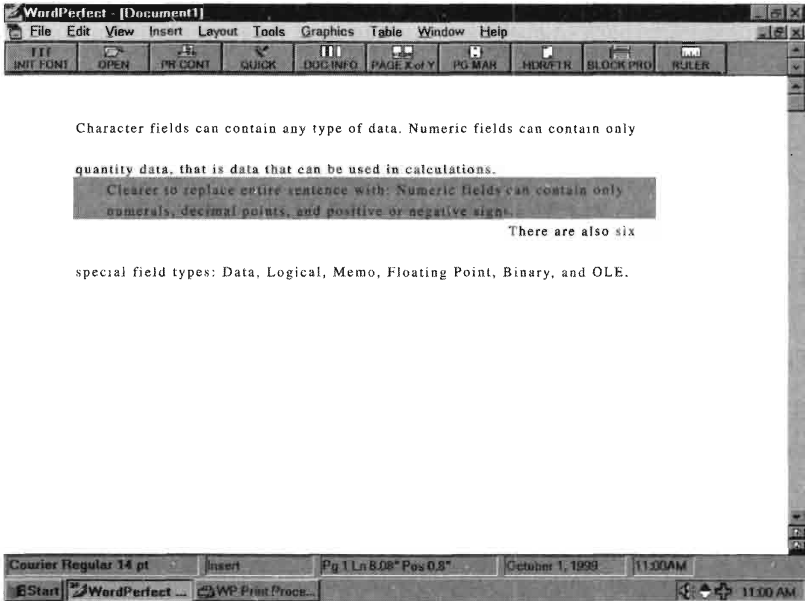 WordPerfect - [Document1]
File Edit View Insert Layout Tools Graphics Table Window Help
INIT FONT OPEN PR CONT QUICK DOC INFO PAGE X of Y PG MAR HDR/FTR BLOCK PRO RULER
Character fields can contain any type of data. Numeric fields can contain only
quantity data, that is data that can be used in calculations.
Clearer to replace entire sentence with: Numeric fields can contain only
numerals, decimal points, and positive or negative signs.
There are also six
special field types: Data, Logical, Memo, Floating Point, Binary, and OLE.
Courier Regular 14 pt Insert Pg 1 Ln 8.08" Pos 0.8" October 1, 1999 11:00AM
Start WordPerfect ... WP Print Proce... 11:00 AM